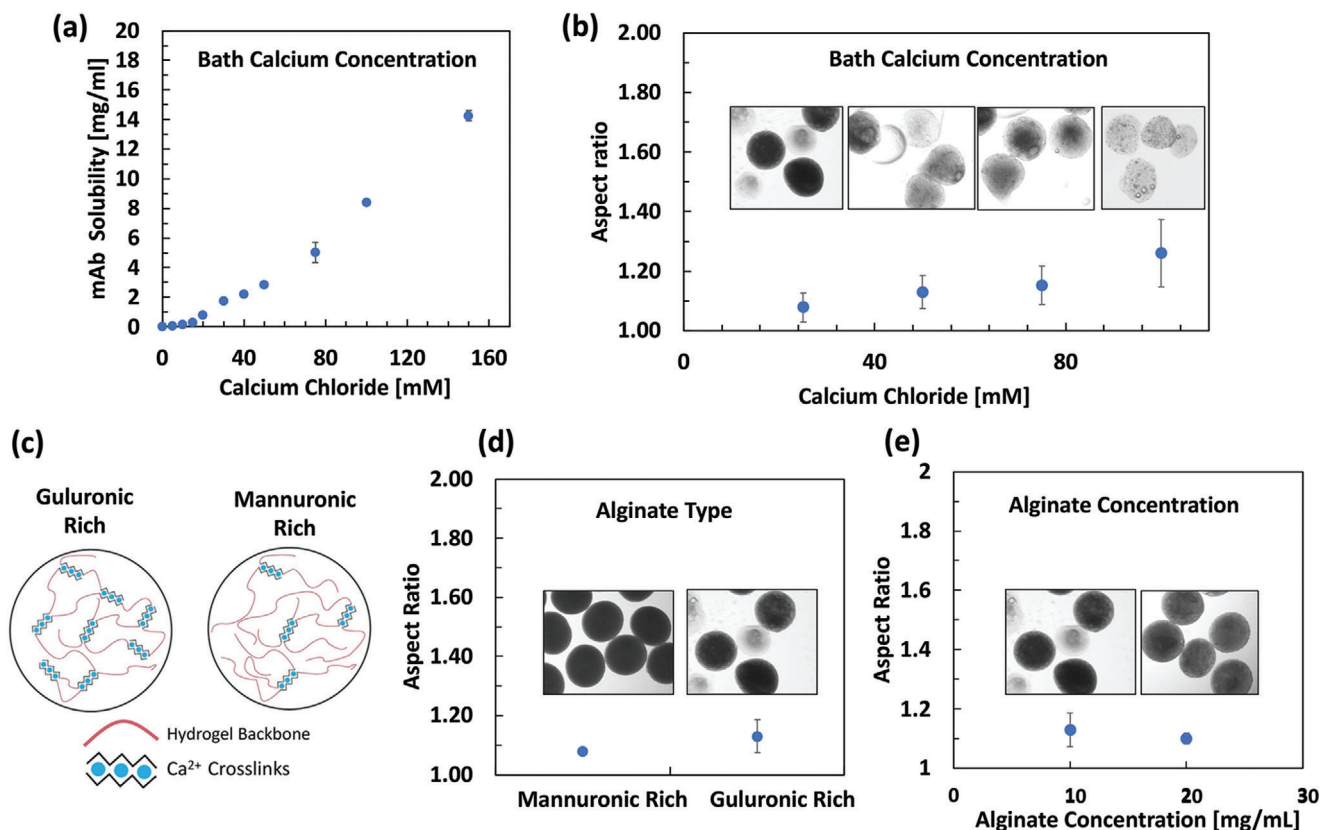 (a)
Bath Calcium Concentration
mAb Solubility [mg/ml]
20
18
16
14
12
10
8
6
4
2
0
0 40 80 120 160
Calcium Chloride [mM]
(b)
Bath Calcium Concentration
Aspect ratio
2.00
1.80
1.60
1.40
1.20
1.00
0 40 80
Calcium Chloride [mM]
(c)
Guluronic
Rich
Mannuronic
Rich
Hydrogel Backbone
Ca²⁺ Crosslinks
(d)
Alginate Type
Aspect Ratio
2.00
1.80
1.60
1.40
1.20
1.00
Mannuronic Rich Guluronic Rich
(e)
Alginate Concentration
Aspect Ratio
2
1.8
1.6
1.4
1.2
1
0 10 20 30
Alginate Concentration [mg/mL]